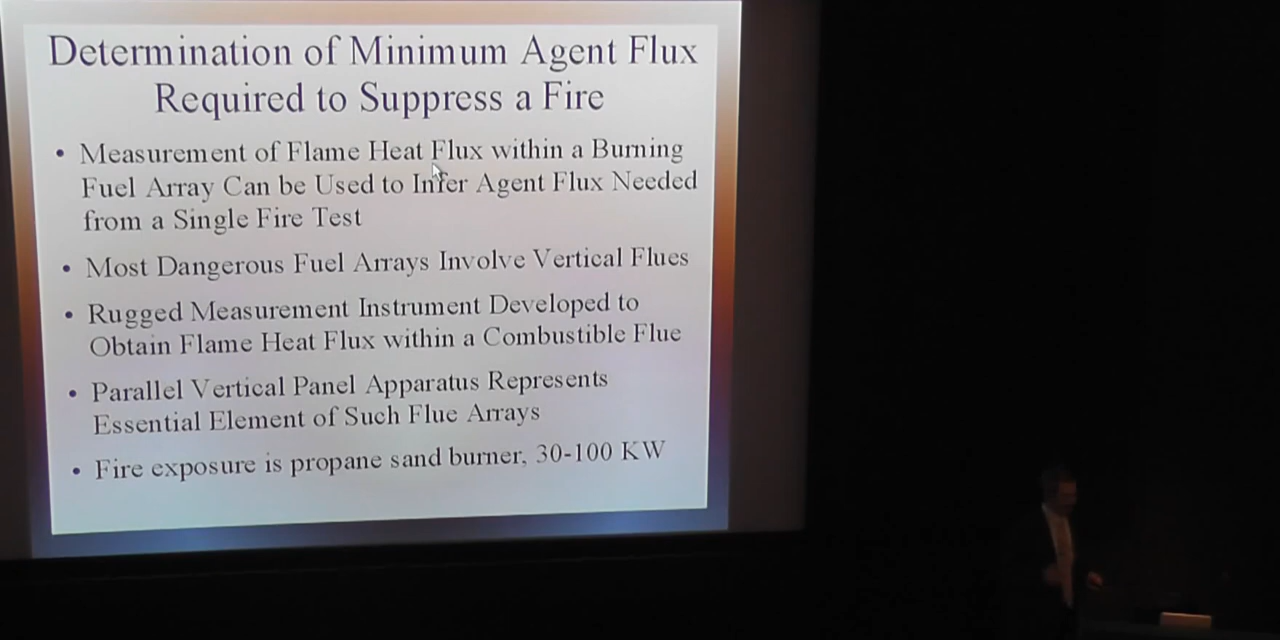 Determination of Minimum Agent Flux
Required to Suppress a Fire
• Measurement of Flame Heat Flux within a Burning
Fuel Array Can be Used to Infer Agent Flux Needed
from a Single Fire Test
• Most Dangerous Fuel Arrays Involve Vertical Flues
• Rugged Measurement Instrument Developed to
Obtain Flame Heat Flux within a Combustible Flue
• Parallel Vertical Panel Apparatus Represents
Essential Element of Such Flue Arrays
• Fire exposure is propane sand burner, 30-100 KW